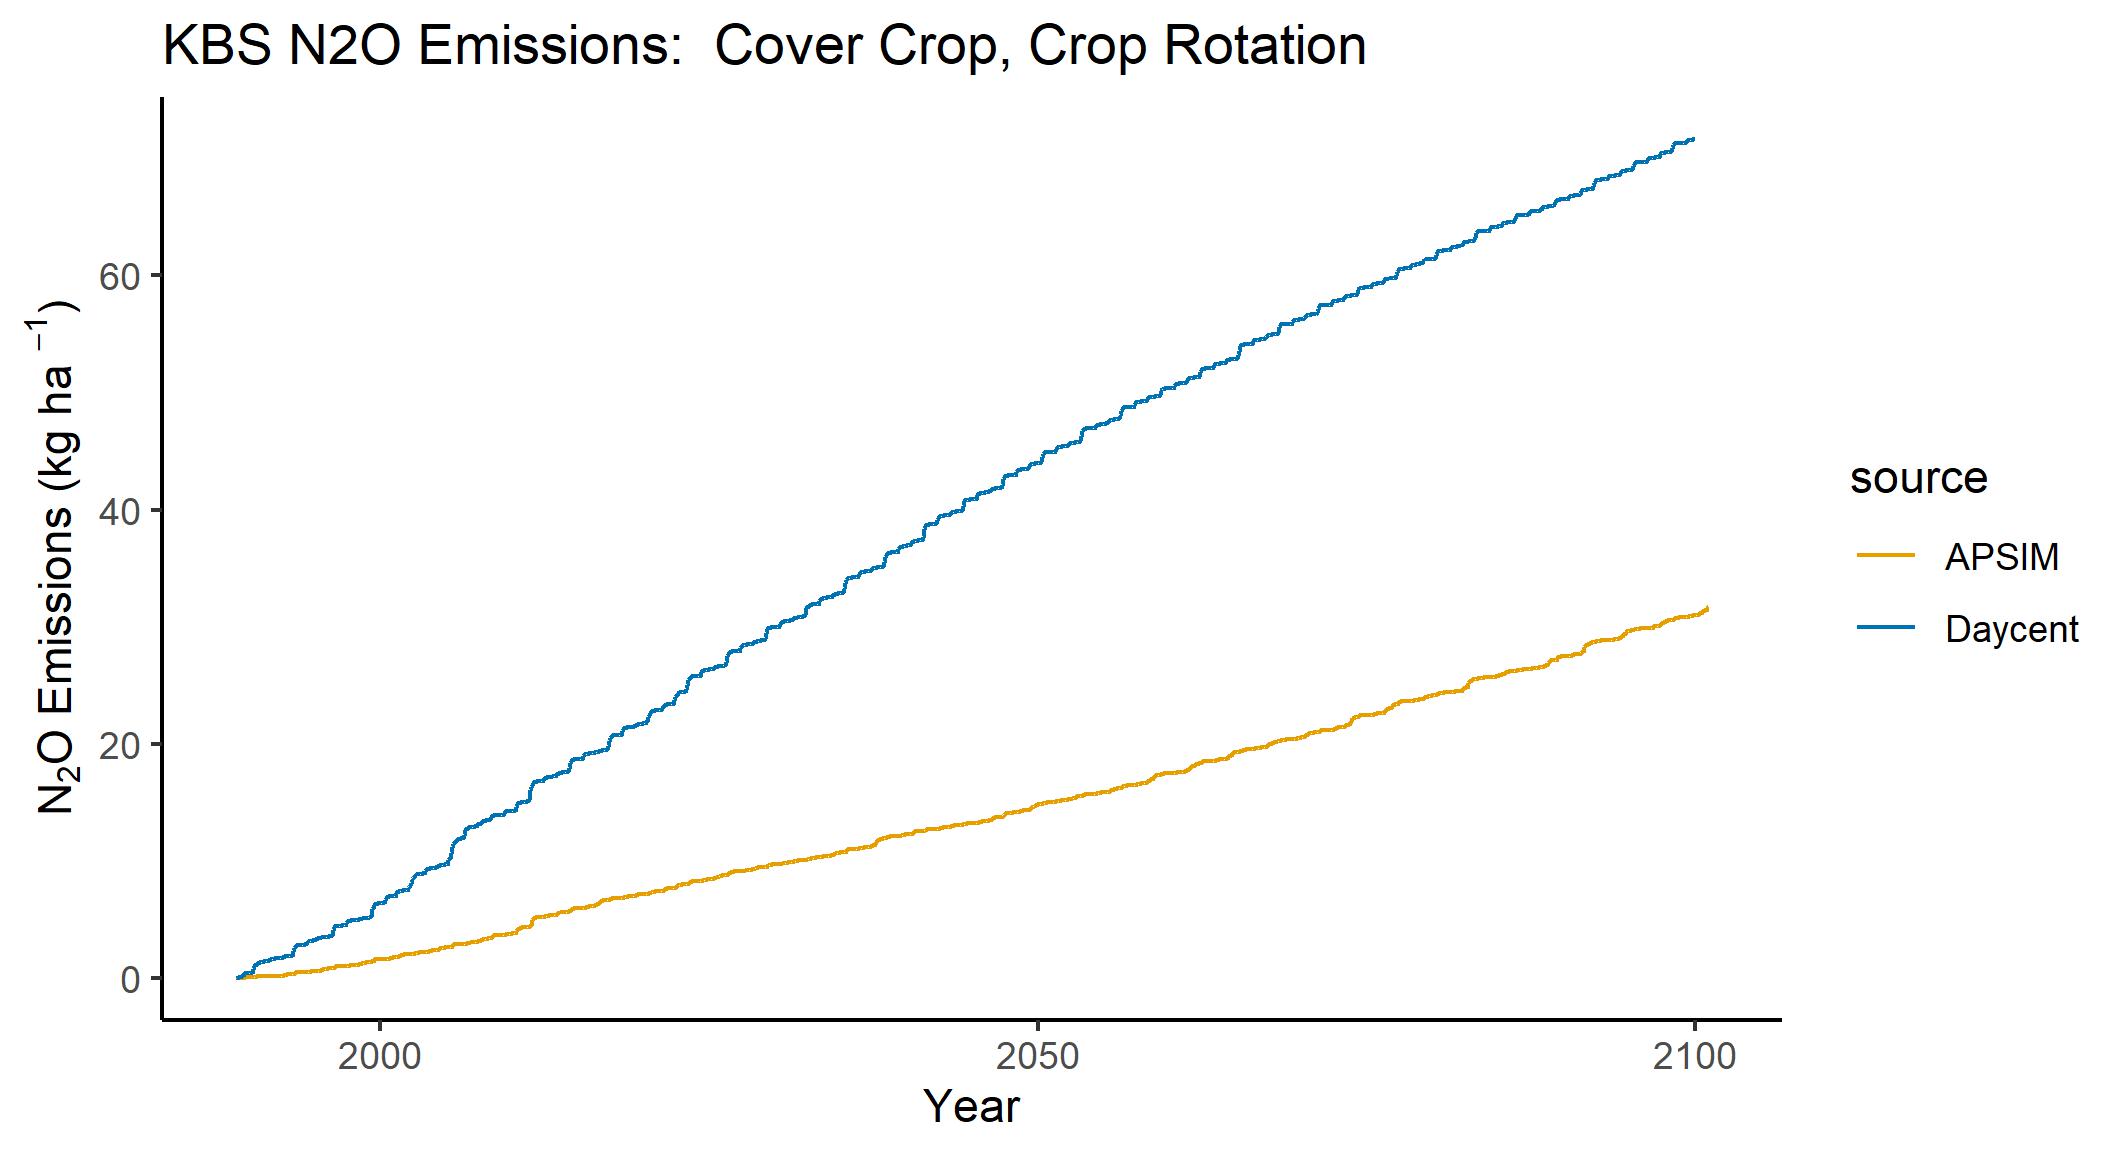 KBS N2O Emissions:  Cover Crop, Crop Rotation
N₂O Emissions (kg ha ⁻¹)
60
40
20
0
2000 2050 2100
Year
source
APSIM
Daycent